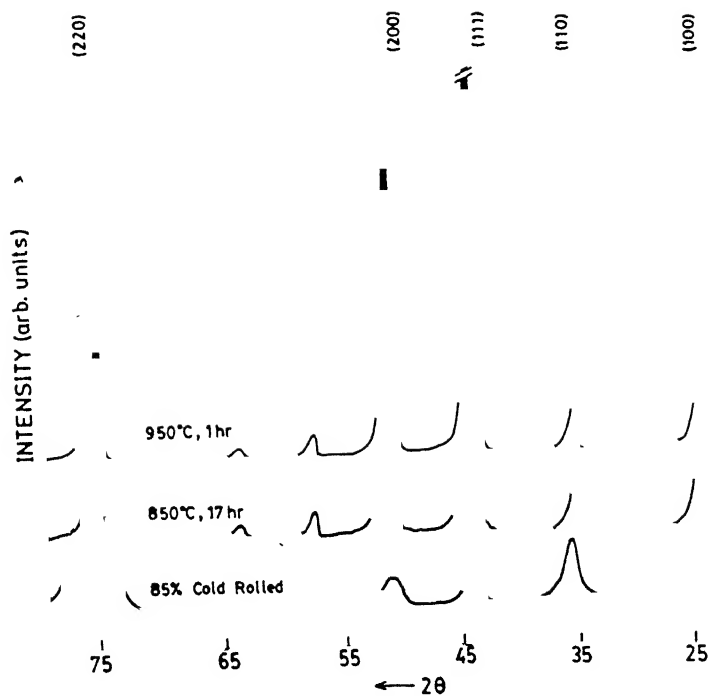 (220) (200) (111) (110) (100)
INTENSITY (arb. units)
950°C, 1hr
850°C, 17 hr
85% Cold Rolled
75 65 55 45 35 25
← 2θ